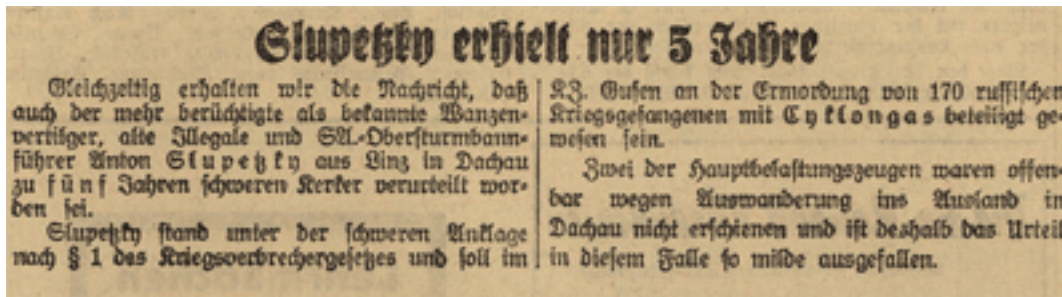 Slupetzky erhielt nur 5 Jahre
Gleichzeitig erhalten wir die Nachricht, daß
auch der mehr berüchtigte als bekannte Wanzen-
vertilger, alte Illegale und SA.-Obersturmbann-
führer Anton Slupetzky aus Linz in Dachau
zu fünf Jahren schweren Kerker verurteilt wor-
den sei.
Slupetzky stand unter der schweren Anklage
nach § 1 des Kriegsverbrechergesetzes und soll im
KZ. Gusen an der Ermordung von 170 russischen
Kriegsgefangenen mit Cyklongas beteiligt ge-
wesen sein.
Zwei der Hauptbelastungszeugen waren offen-
bar wegen Auswanderung ins Ausland in
Dachau nicht erschienen und ist deshalb das Urteil
in diesem Falle so milde ausgefallen.